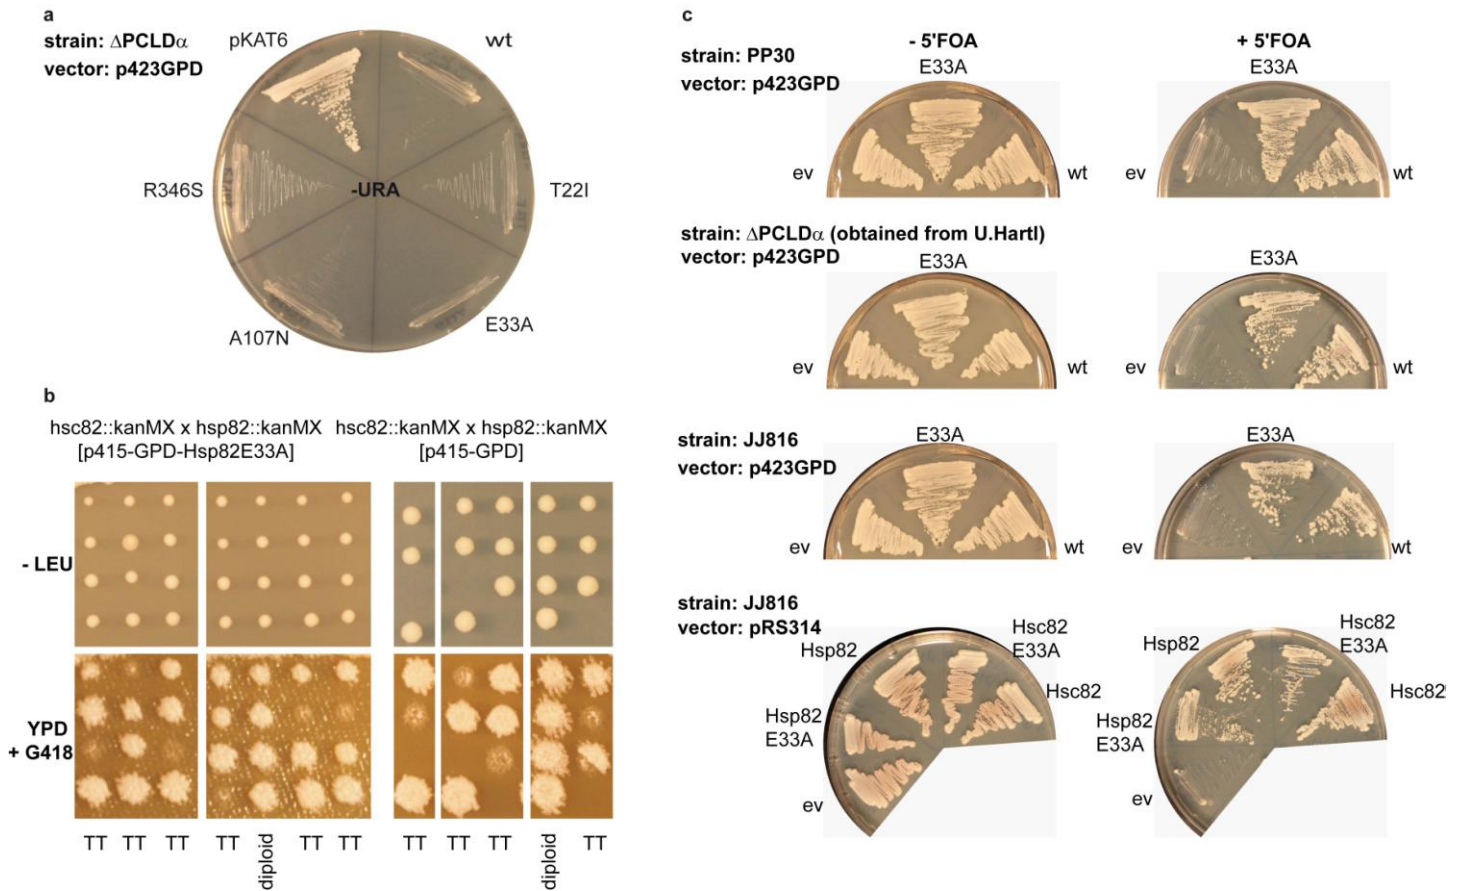 a
strain: ΔPCLDα
vector: p423GPD
pKAT6
wt
R346S
-URA
T22I
A107N
E33A
b
hsc82::kanMX x hsp82::kanMX
[p415-GPD-Hsp82E33A]
hsc82::kanMX x hsp82::kanMX
[p415-GPD]
- LEU
YPD
+ G418
TT TT TT TT diploid TT TT TT TT TT diploid TT
c
- 5'FOA
+ 5'FOA
strain: PP30
vector: p423GPD
E33A
E33A
ev
wt
ev
wt
strain: ΔPCLDα (obtained from U.Hartl)
vector: p423GPD
E33A
E33A
ev
wt
ev
wt
strain: JJ816
vector: p423GPD
E33A
E33A
ev
wt
ev
wt
strain: JJ816
vector: pRS314
Hsp82
Hsc82
E33A
Hsc82
Hsp82
E33A
ev
Hsp82
Hsc82
E33A
Hsc82
Hsp82
E33A
ev